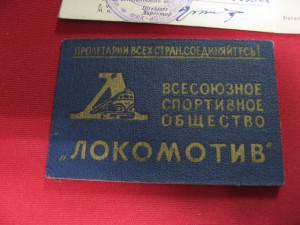 ПРОЛЕТАРИИ ВСЕХ СТРАН, СОЕДИНЯЙТЕСЬ!
ВСЕСОЮЗНОЕ
СПОРТИВНОЕ
ОБЩЕСТВО
„ЛОКОМОТИВ"